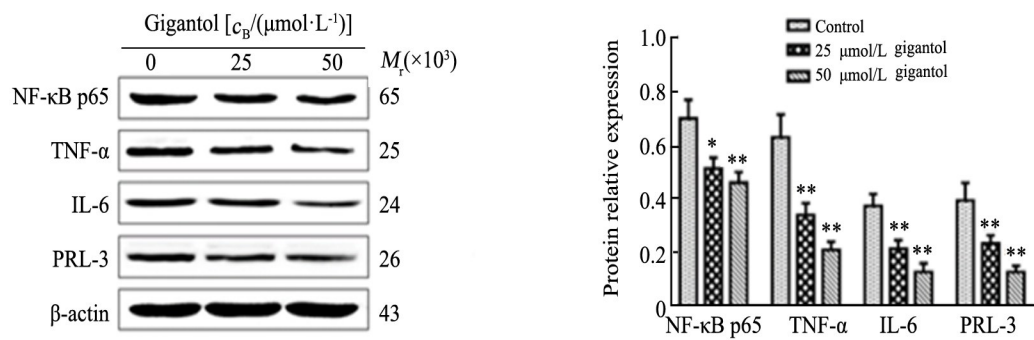 Gigantol [cB/(μmol·L⁻¹)]
0 25 50 Mr(×10³)
NF-κB p65 65
TNF-α 25
IL-6 24
PRL-3 26
β-actin 43
Control
25 μmol/L gigantol
50 μmol/L gigantol
Protein relative expression
1.0
0.8
0.6
0.4
0.2
0
* **
** **
** **
** **
NF-κB p65 TNF-α IL-6 PRL-3